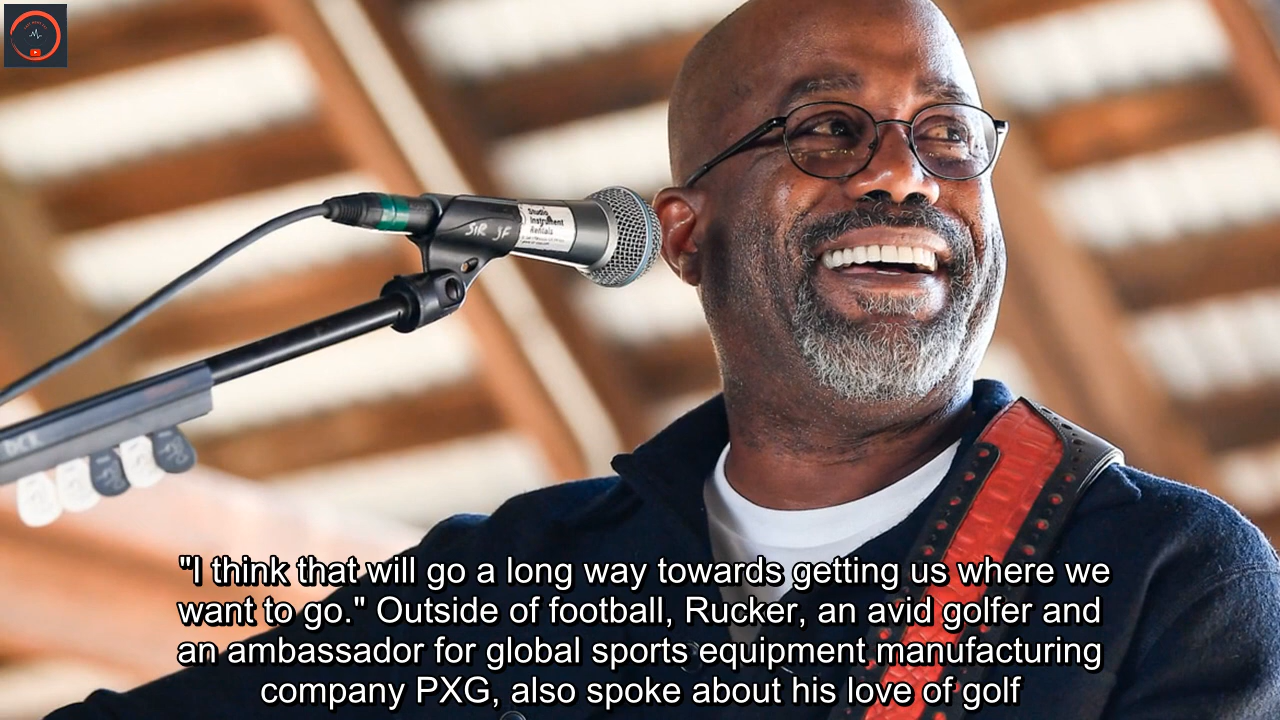 Studio
Instrument
Rentals
SIR SF
"I think that will go a long way towards getting us where we
want to go." Outside of football, Rucker, an avid golfer and
an ambassador for global sports equipment manufacturing
company PXG, also spoke about his love of golf